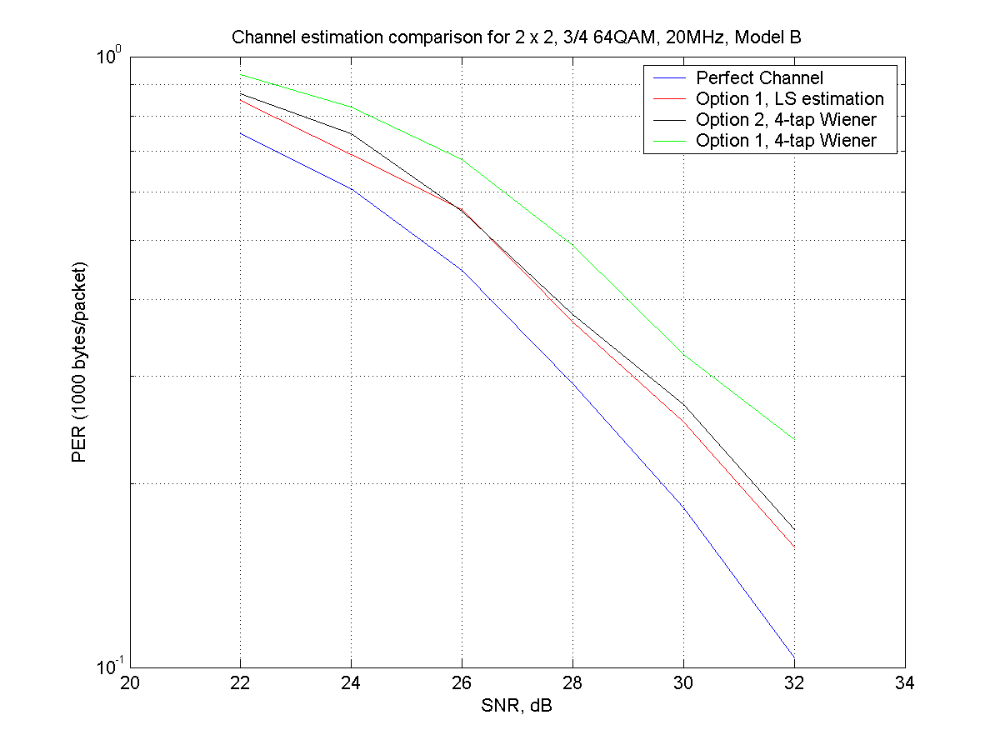 Channel estimation comparison for 2 x 2, 3/4 64QAM, 20MHz, Model B
10^0
Perfect Channel
Option 1, LS estimation
Option 2, 4-tap Wiener
Option 1, 4-tap Wiener
PER (1000 bytes/packet)
10^-1
20 22 24 26 28 30 32 34
SNR, dB